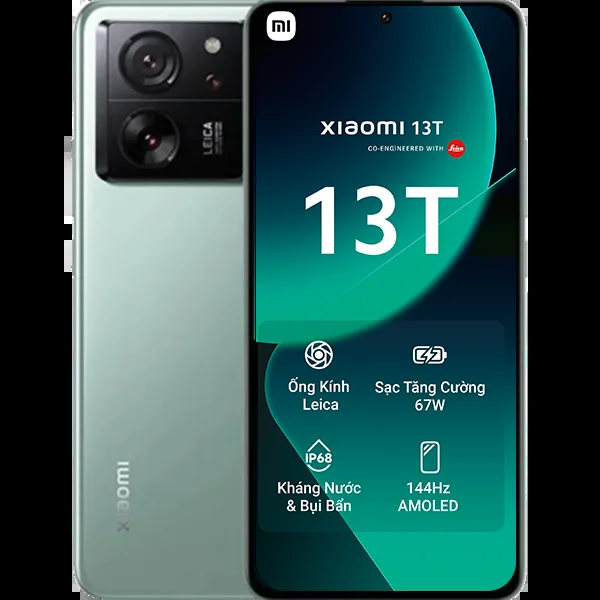 mi
LEICA
xiaomi
xiaomi 13T
CO-ENGINEERED WITH Leica
13T
Ống Kính
Leica
Sạc Tăng Cường
67W
IP68
Kháng Nước
& Bụi Bẩn
144Hz
AMOLED